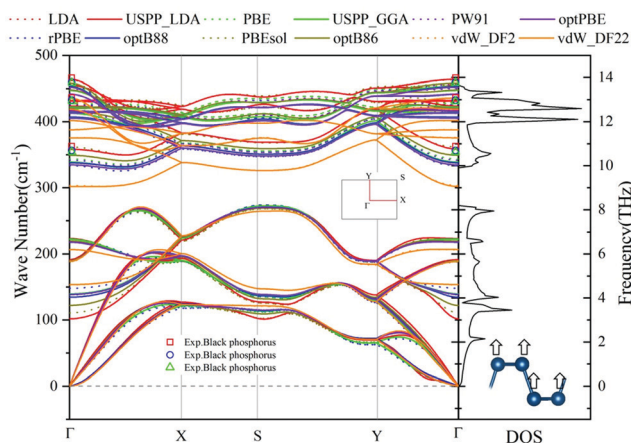 LDA USPP_LDA PBE USPP_GGA PW91 optPBE
rPBE optB88 PBEsol optB86 vdW_DF2 vdW_DF22
Wave Number(cm-1)
500
400
300
200
100
0
Y S
Γ X
Exp.Black phosphorus
Exp.Black phosphorus
Exp.Black phosphorus
Γ X S Y Γ
DOS
14
12
10
8
6
4
2
0
Frequency(THz)